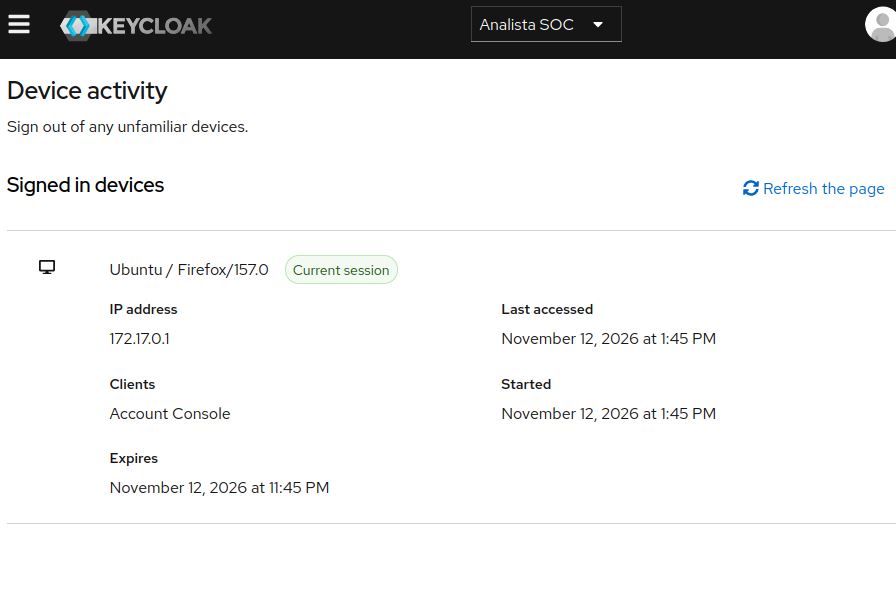 KEYCLOAK
Analista SOC
Device activity
Sign out of any unfamiliar devices.
Signed in devices
Refresh the page
Ubuntu / Firefox/157.0
Current session
IP address
172.17.0.1
Last accessed
November 12, 2026 at 1:45 PM
Clients
Account Console
Started
November 12, 2026 at 1:45 PM
Expires
November 12, 2026 at 11:45 PM